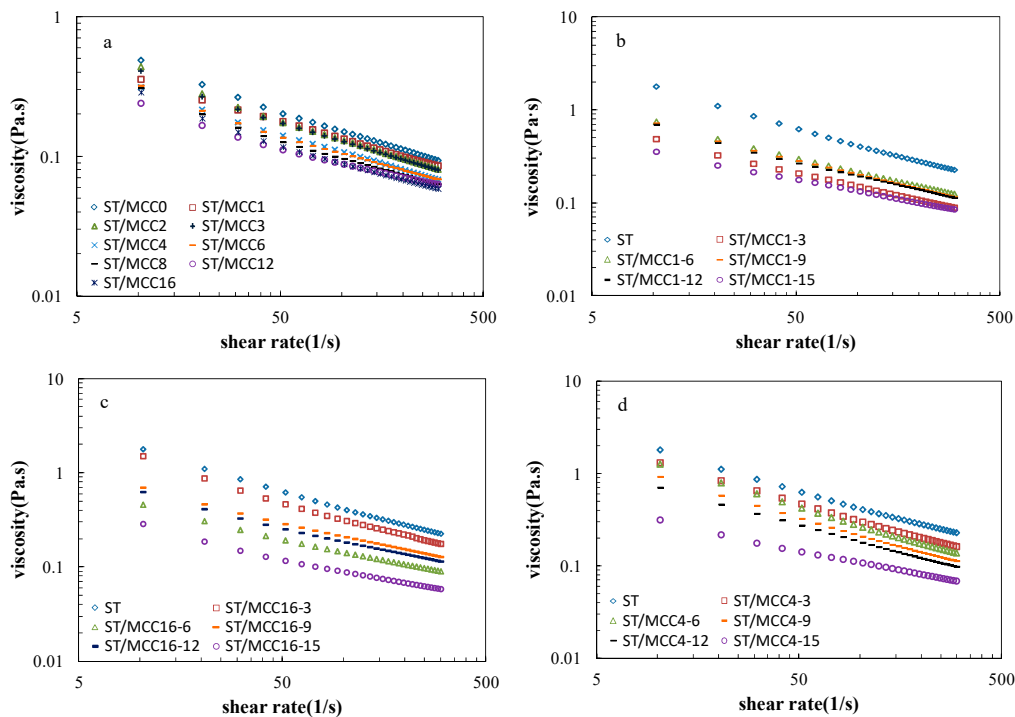 a
viscosity(Pa.s)
1
0.1
0.01
5
50
500
shear rate(1/s)
ST/MCC0
ST/MCC1
ST/MCC2
ST/MCC3
ST/MCC4
ST/MCC6
ST/MCC8
ST/MCC12
ST/MCC16
b
viscosity(Pa·s)
10
1
0.1
0.01
5
50
500
shear rate(1/s)
ST
ST/MCC1-3
ST/MCC1-6
ST/MCC1-9
ST/MCC1-12
ST/MCC1-15
c
viscosity(Pa.s)
10
1
0.1
0.01
5
50
500
shear rate(1/s)
ST
ST/MCC16-3
ST/MCC16-6
ST/MCC16-9
ST/MCC16-12
ST/MCC16-15
d
viscosity(Pa.s)
10
1
0.1
0.01
5
50
500
shear rate(1/s)
ST
ST/MCC4-3
ST/MCC4-6
ST/MCC4-9
ST/MCC4-12
ST/MCC4-15